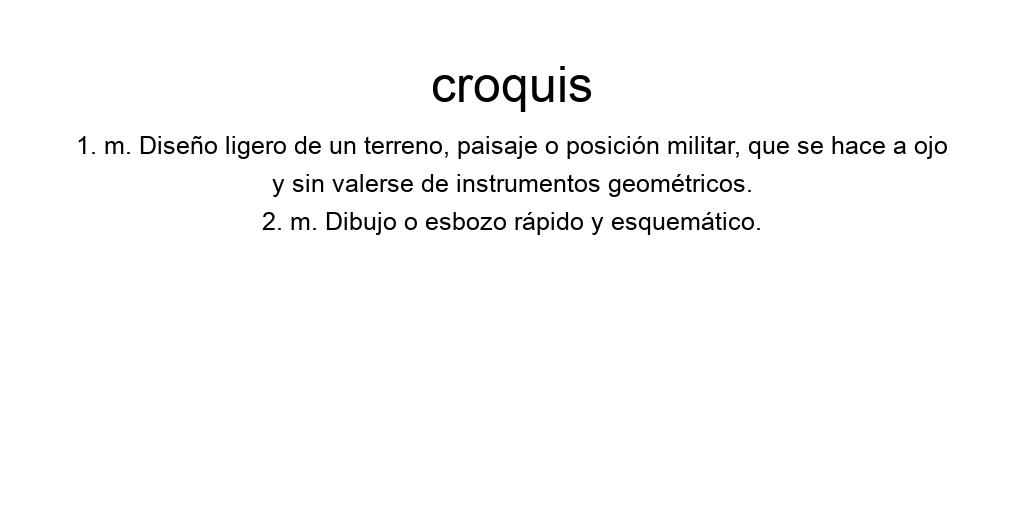 croquis
1. m. Diseño ligero de un terreno, paisaje o posición militar, que se hace a ojo
y sin valerse de instrumentos geométricos.
2. m. Dibujo o esbozo rápido y esquemático.